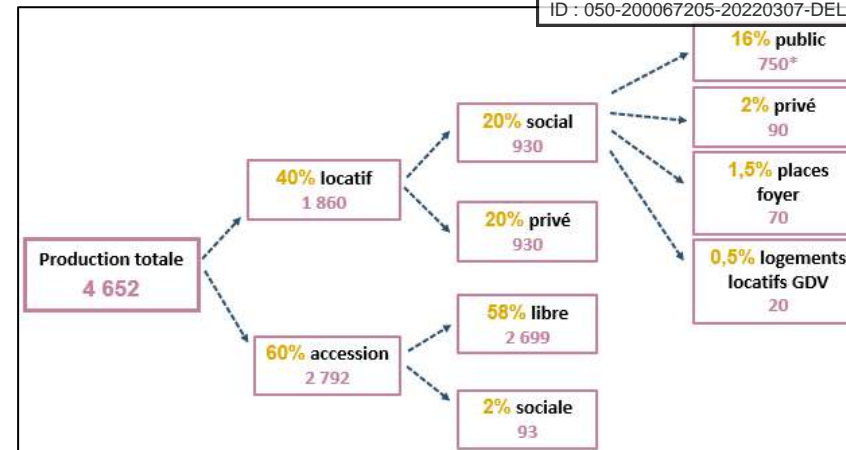 ID : 050-200067205-20220307-DEL
16% public
750*
2% privé
90
1,5% places
foyer
70
0,5% logements
locatifs GDV
20
20% social
930
20% privé
930
40% locatif
1 860
Production totale
4 652
60% accession
2 792
58% libre
2 699
2% sociale
93